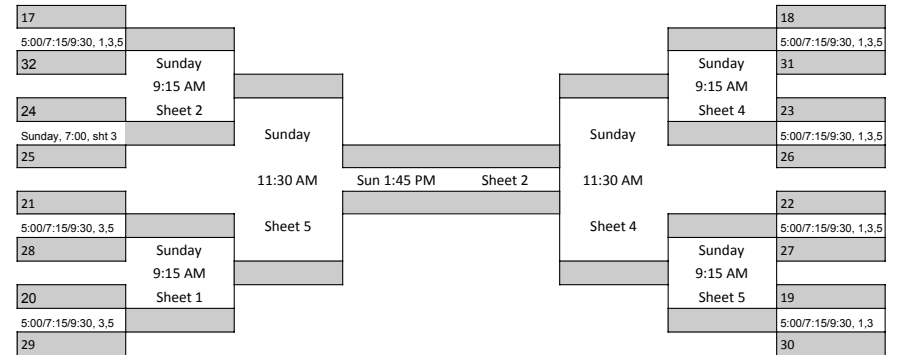 17 18
5:00/7:15/9:30, 1,3,5 5:00/7:15/9:30, 1,3,5
32 Sunday Sunday 31
9:15 AM 9:15 AM
24 Sheet 2 Sheet 4 23
Sunday, 7:00, sht 3 Sunday Sunday 5:00/7:15/9:30, 1,3,5
25 26
11:30 AM Sun 1:45 PM Sheet 2 11:30 AM
21 22
5:00/7:15/9:30, 3,5 Sheet 5 Sheet 4 5:00/7:15/9:30, 1,3,5
28 Sunday Sunday 27
9:15 AM 9:15 AM
20 Sheet 1 Sheet 5 19
5:00/7:15/9:30, 3,5 5:00/7:15/9:30, 1,3
29 30